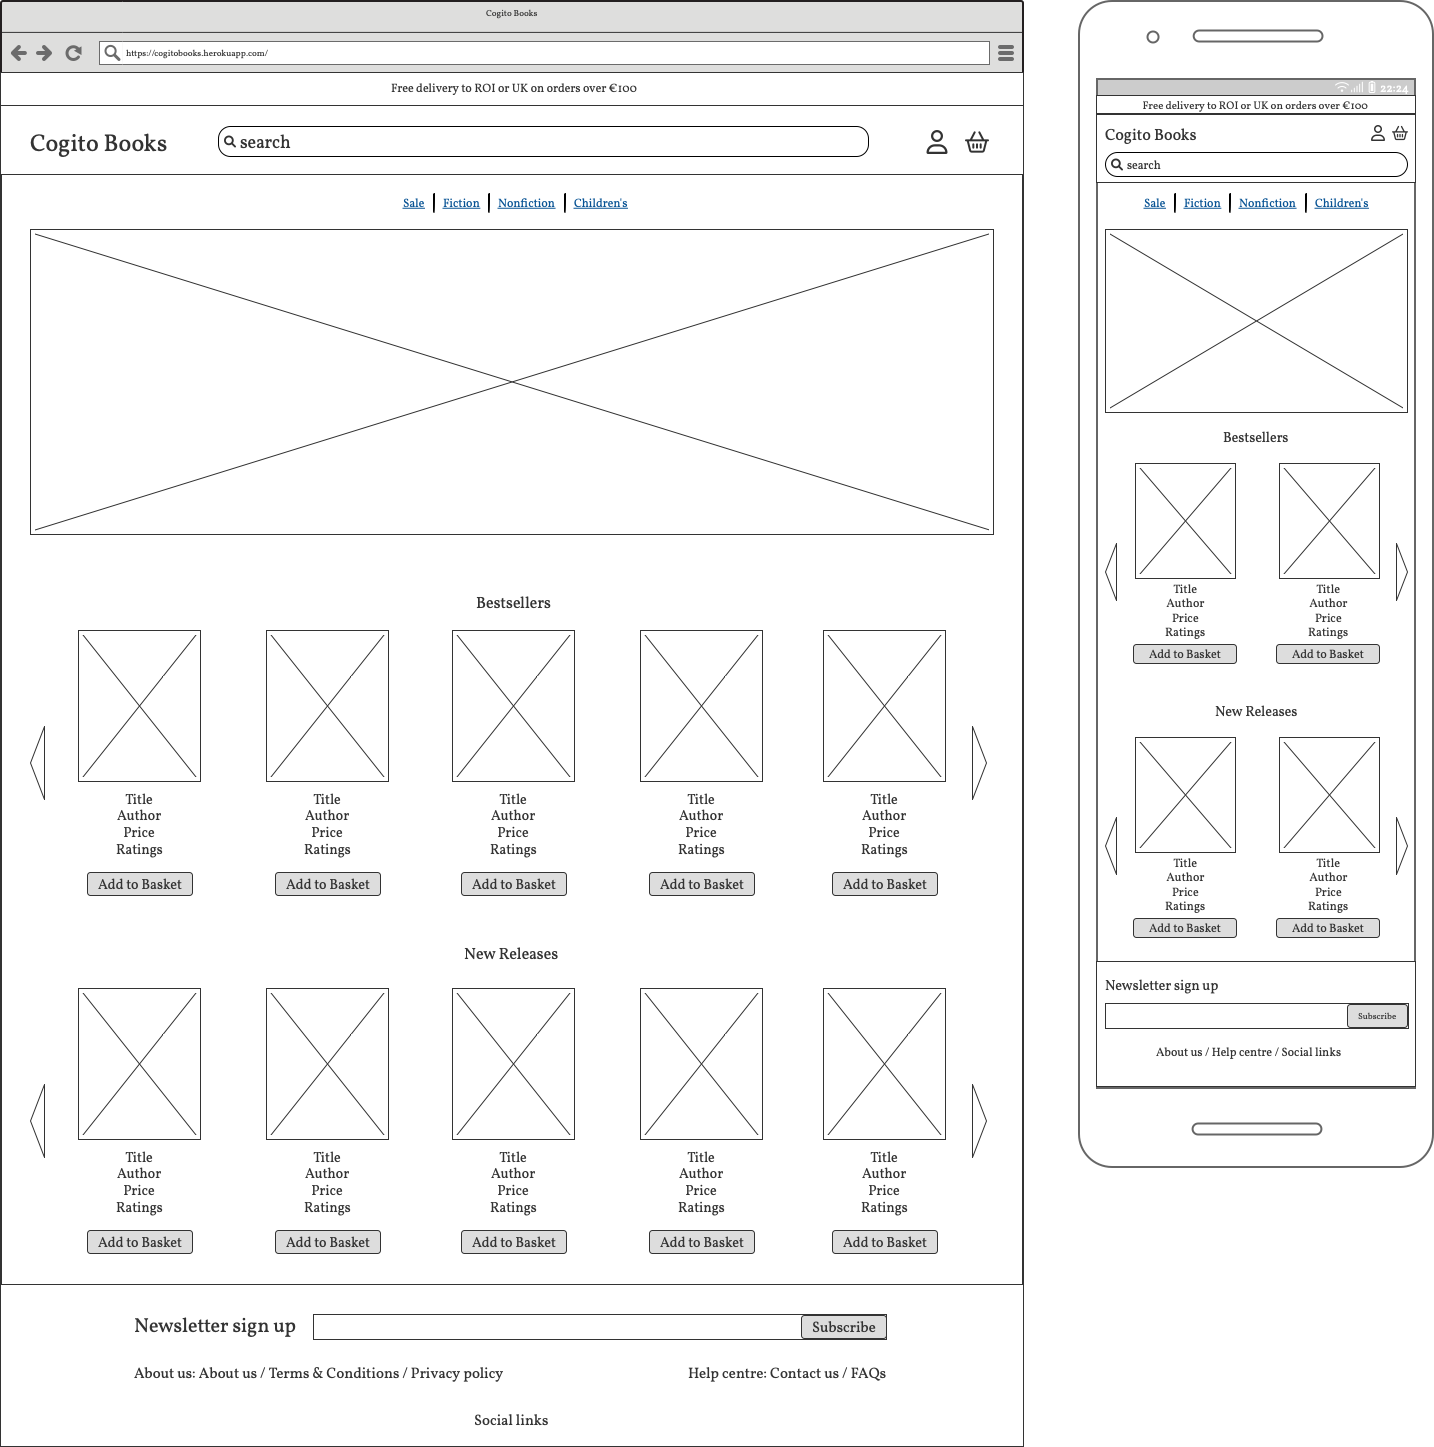 Cogito Books
https://cogitobooks.herokuapp.com/
Free delivery to ROI or UK on orders over €100
Cogito Books
search
Sale Fiction Nonfiction Children's
Bestsellers
Title Title Title Title Title
Author Author Author Author Author
Price Price Price Price Price
Ratings Ratings Ratings Ratings Ratings
Add to Basket Add to Basket Add to Basket Add to Basket Add to Basket
New Releases
Title Title Title Title Title
Author Author Author Author Author
Price Price Price Price Price
Ratings Ratings Ratings Ratings Ratings
Add to Basket Add to Basket Add to Basket Add to Basket Add to Basket
Newsletter sign up Subscribe
About us: About us / Terms & Conditions / Privacy policy Help centre: Contact us / FAQs
Social links
22:24
Free delivery to ROI or UK on orders over €100
Cogito Books
search
Sale Fiction Nonfiction Children's
Bestsellers
Title Title
Author Author
Price Price
Ratings Ratings
Add to Basket Add to Basket
New Releases
Title Title
Author Author
Price Price
Ratings Ratings
Add to Basket Add to Basket
Newsletter sign up
Subscribe
About us / Help centre / Social links